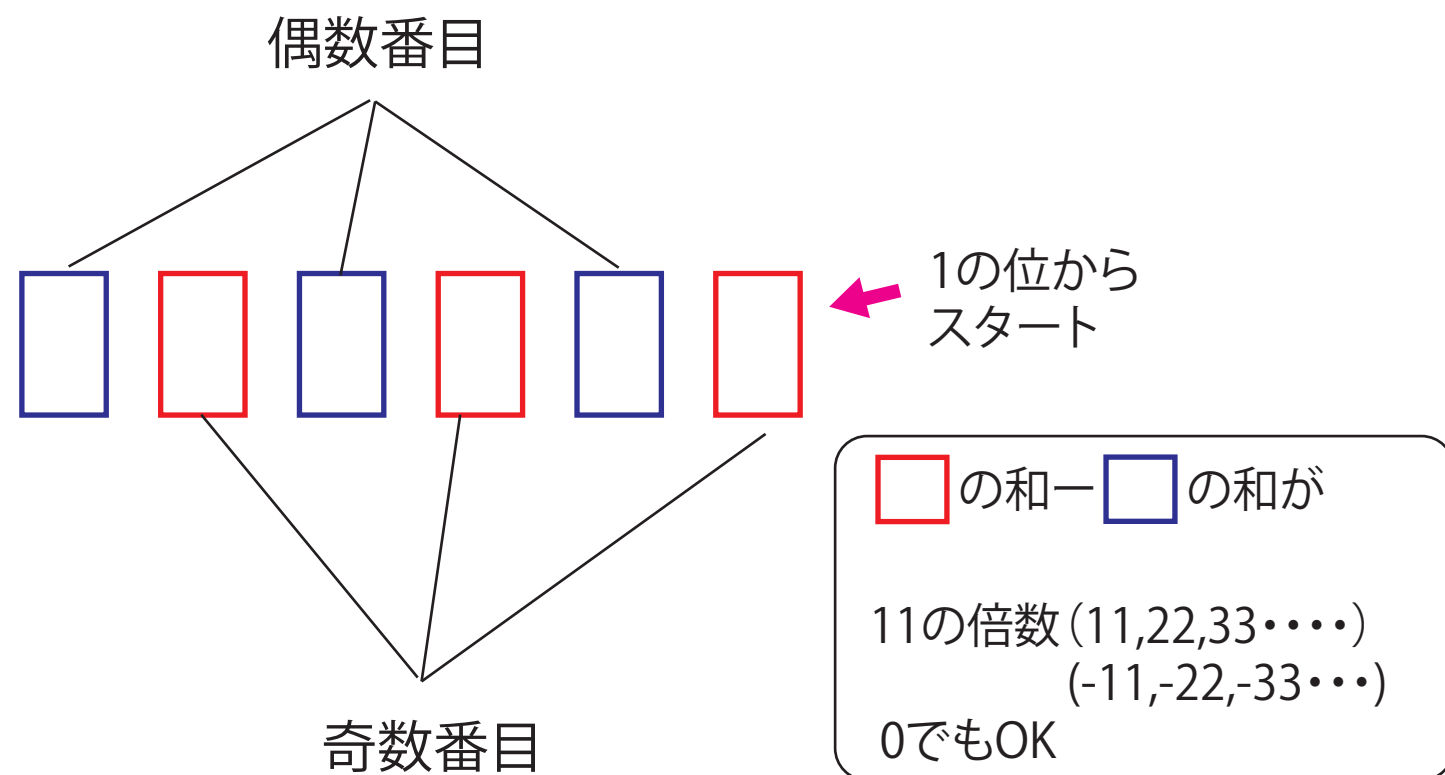 偶数番目
1の位から
スタート
の和ー の和が
11の倍数（11,22,33・・・・）
(-11,-22,-33・・・)
0でもOK
奇数番目